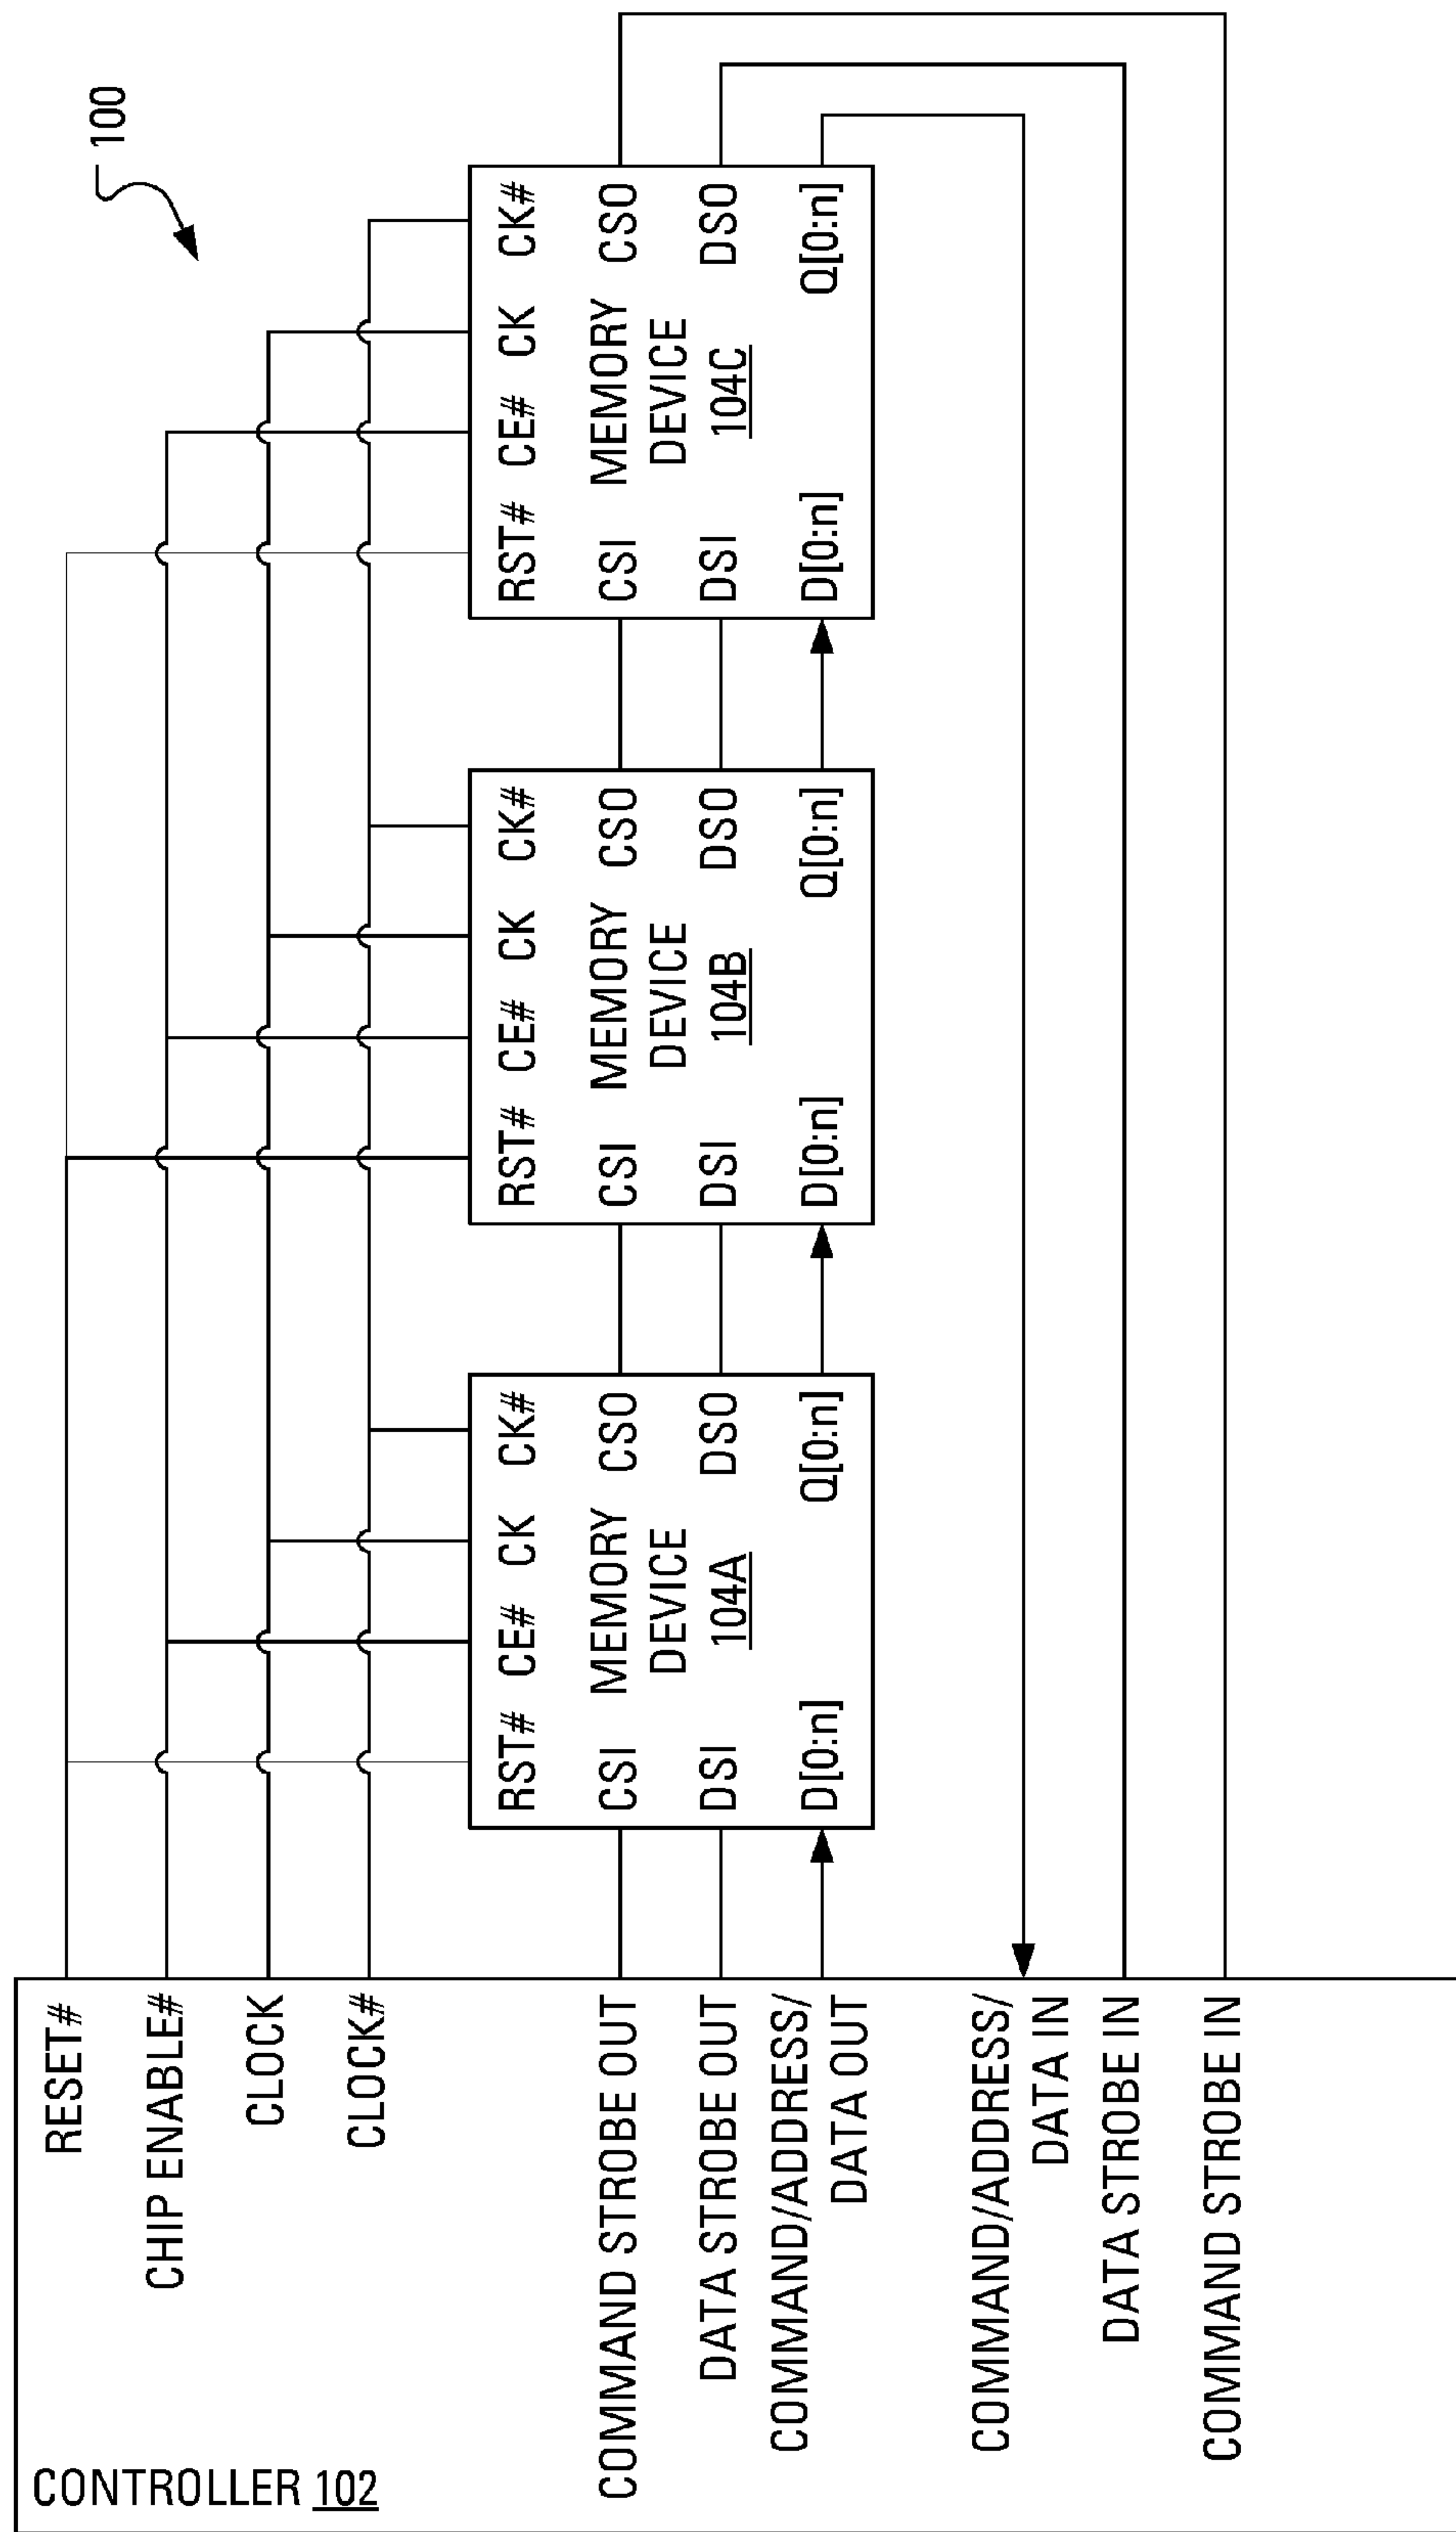 100
RESET#
CHIP ENABLE#
CLOCK
CLOCK#
RST# CE# CK CK#
CSI MEMORY CSO
DEVICE
DSI 104A DSO
D[0:n] Q[0:n]
RST# CE# CK CK#
CSI MEMORY CSO
DEVICE
DSI 104B DSO
D[0:n] Q[0:n]
RST# CE# CK CK#
CSI MEMORY CSO
DEVICE
DSI 104C DSO
D[0:n] Q[0:n]
COMMAND STROBE OUT
DATA STROBE OUT
COMMAND/ADDRESS/
DATA OUT
COMMAND/ADDRESS/
DATA IN
DATA STROBE IN
COMMAND STROBE IN
CONTROLLER 102